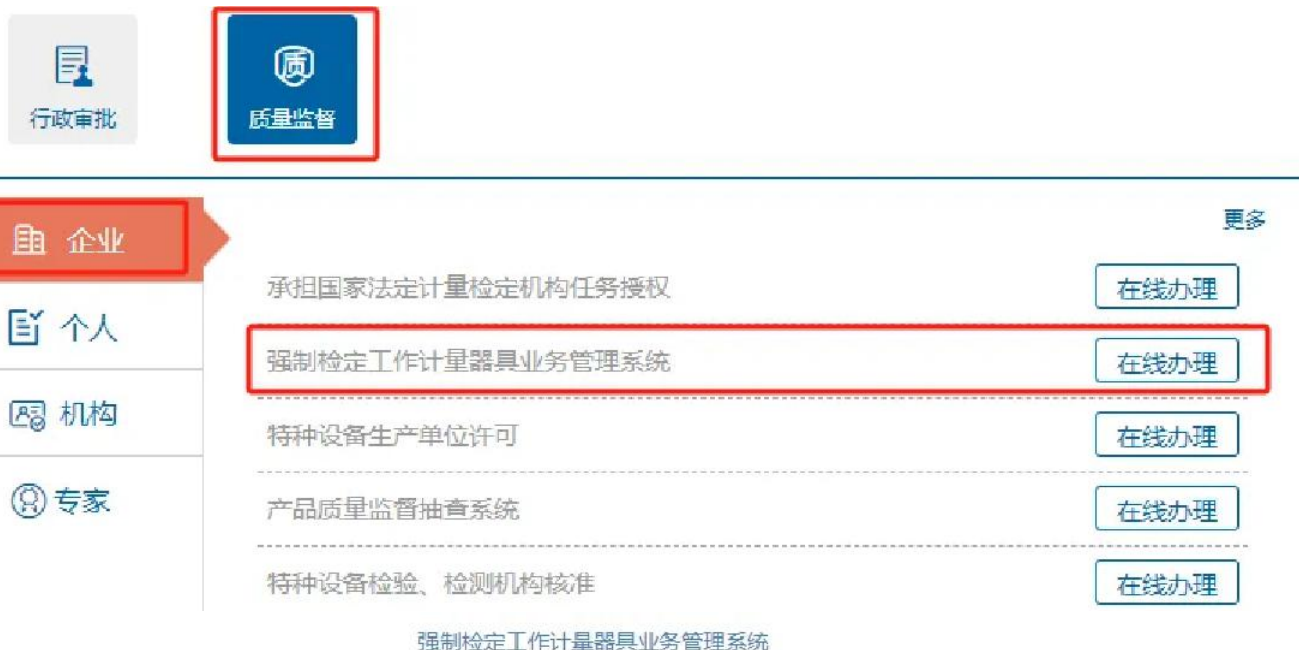 行政审批
质量监督
企业
个人
机构
专家
更多
承担国家法定计量检定机构任务授权 在线办理
强制检定工作计量器具业务管理系统 在线办理
特种设备生产单位许可 在线办理
产品质量监督抽查系统 在线办理
特种设备检验、检测机构核准 在线办理
强制检定工作计量器具业务管理系统